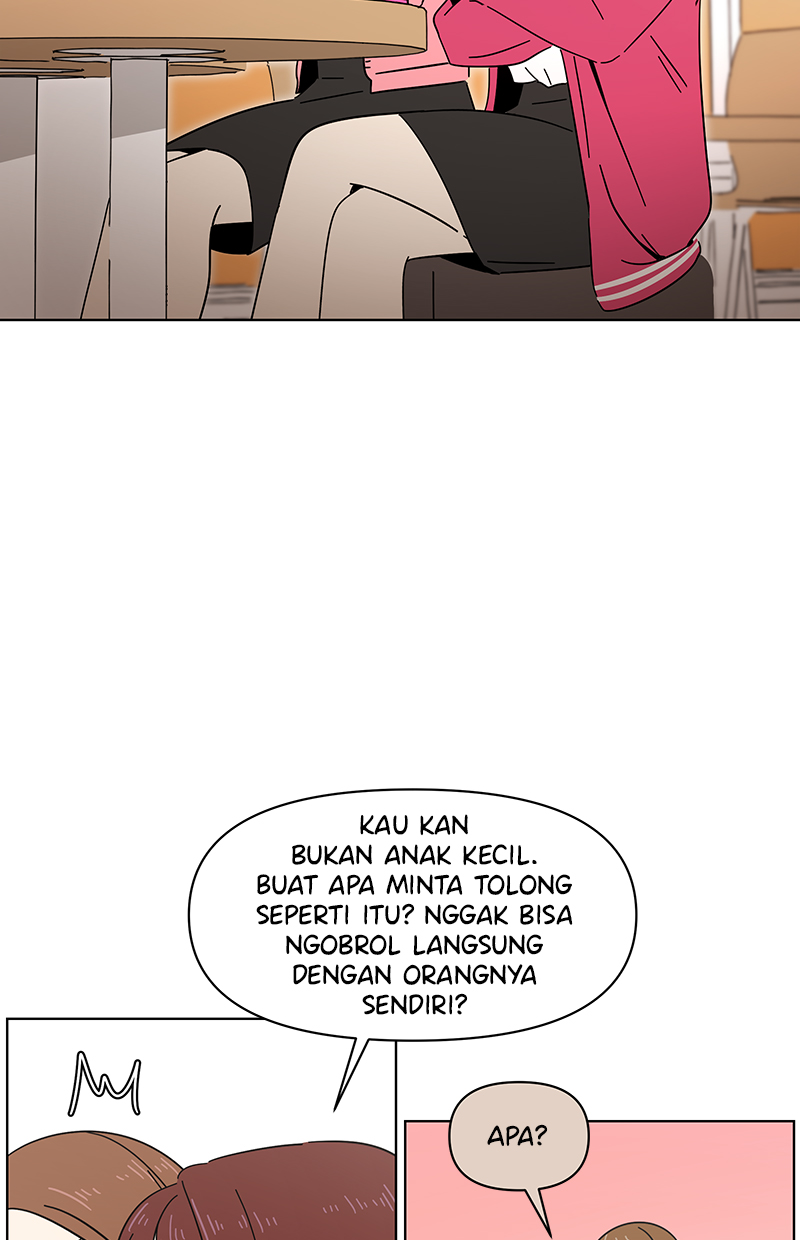 KAU KAN
BUKAN ANAK KECIL.
BUAT APA MINTA TOLONG
SEPERTI ITU? NGGAK BISA
NGOBROL LANGSUNG
DENGAN ORANGNYA
SENDIRI?
APA?